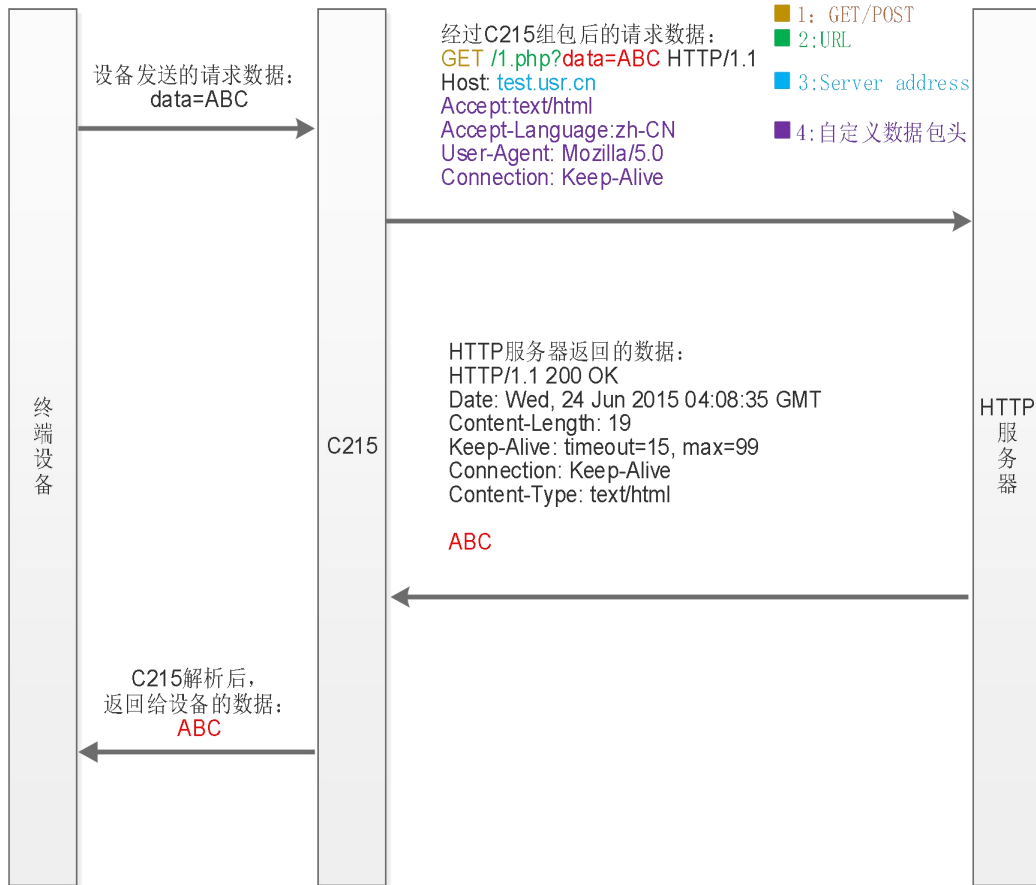 设备发送的请求数据：
data=ABC
经过C215组包后的请求数据：
GET /1.php?data=ABC HTTP/1.1
Host: test.usr.cn
Accept:text/html
Accept-Language:zh-CN
User-Agent: Mozilla/5.0
Connection: Keep-Alive
1: GET/POST
2:URL
3:Server address
4:自定义数据包头
HTTP服务器返回的数据：
HTTP/1.1 200 OK
Date: Wed, 24 Jun 2015 04:08:35 GMT
Content-Length: 19
Keep-Alive: timeout=15, max=99
Connection: Keep-Alive
Content-Type: text/html
ABC
终端设备
C215
HTTP
服务器
C215解析后，
返回给设备的数据：
ABC